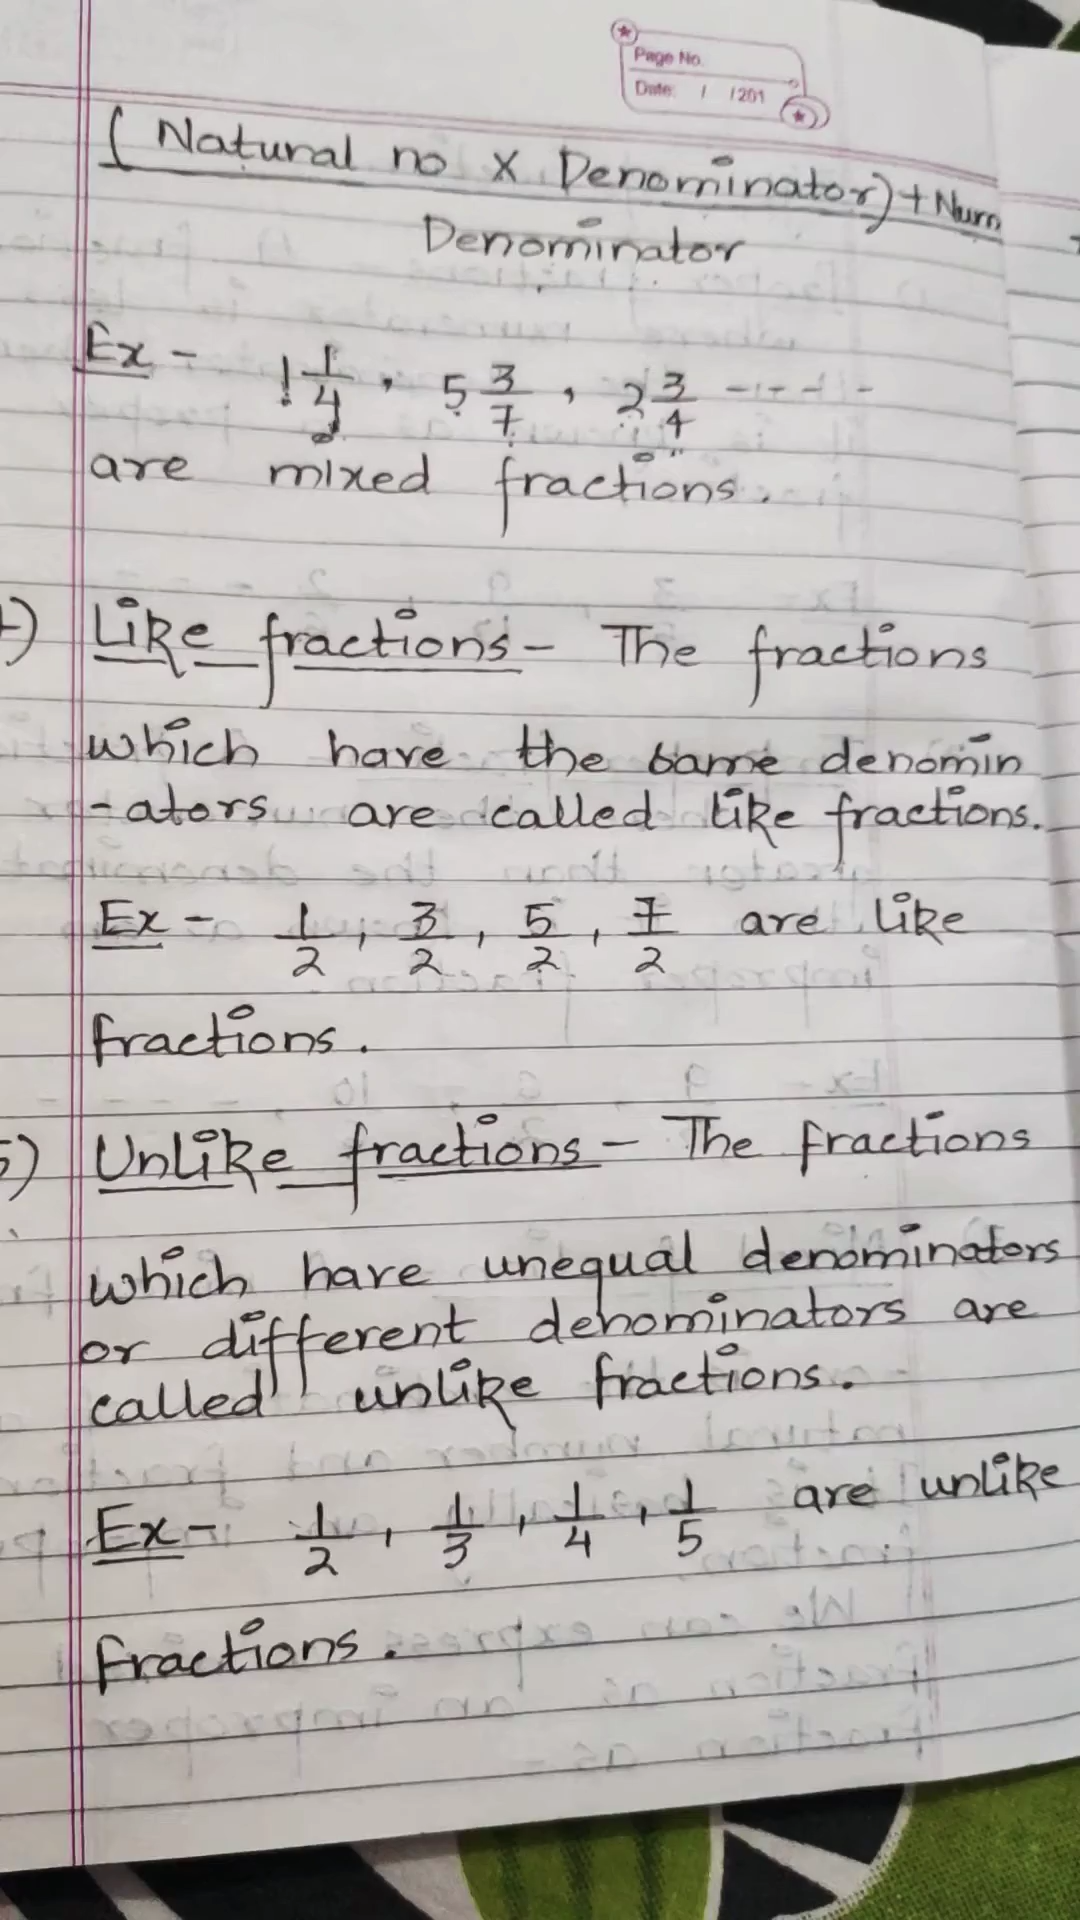 Page No.
Date: / /201
(Natural no X Denominator) + Num
Denominator
Ex - 1 1/4, 5 3/7, 2 3/4 ------
are mixed fractions.
) Like fractions - The fractions
which have the same denomin
-ators are called like fractions.
Ex - 1/2, 3/2, 5/2, 7/2 are like
fractions.
5) Unlike fractions - The fractions
which have unequal denominators
or different denominators are
called unlike fractions.
Ex - 1/2, 1/3, 1/4, 1/5 are unlike
fractions.